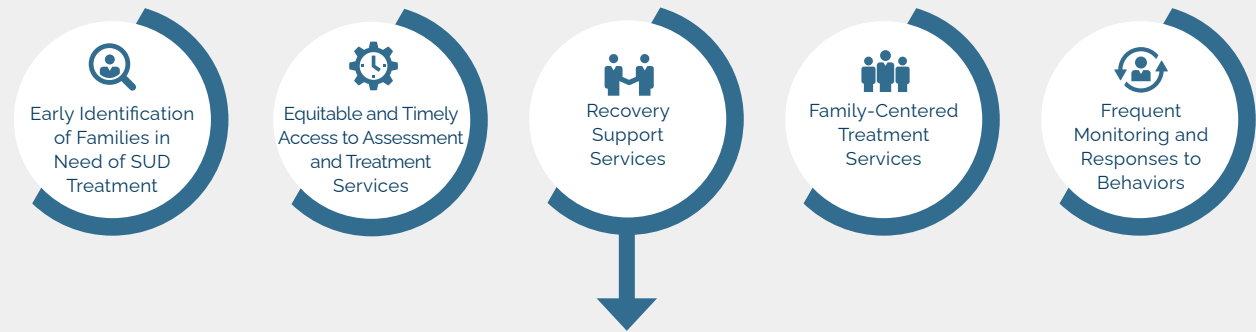 Early Identification
of Families in
Need of SUD
Treatment
Equitable and Timely
Access to Assessment
and Treatment
Services
Recovery
Support
Services
Family-Centered
Treatment
Services
Frequent
Monitoring and
Responses to
Behaviors